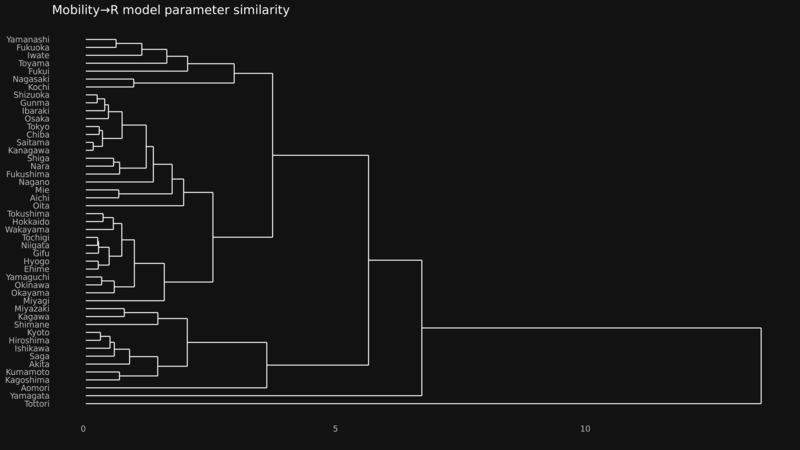 Mobility→R model parameter similarity
Yamanashi
Fukuoka
Iwate
Toyama
Fukui
Nagasaki
Kochi
Shizuoka
Gunma
Ibaraki
Osaka
Tokyo
Chiba
Saitama
Kanagawa
Shiga
Nara
Fukushima
Nagano
Mie
Aichi
Oita
Tokushima
Hokkaido
Wakayama
Tochigi
Niigata
Gifu
Hyogo
Ehime
Yamaguchi
Okinawa
Okayama
Miyagi
Miyazaki
Kagawa
Shimane
Kyoto
Hiroshima
Ishikawa
Saga
Akita
Kumamoto
Kagoshima
Aomori
Yamagata
Tottori
0 5 10